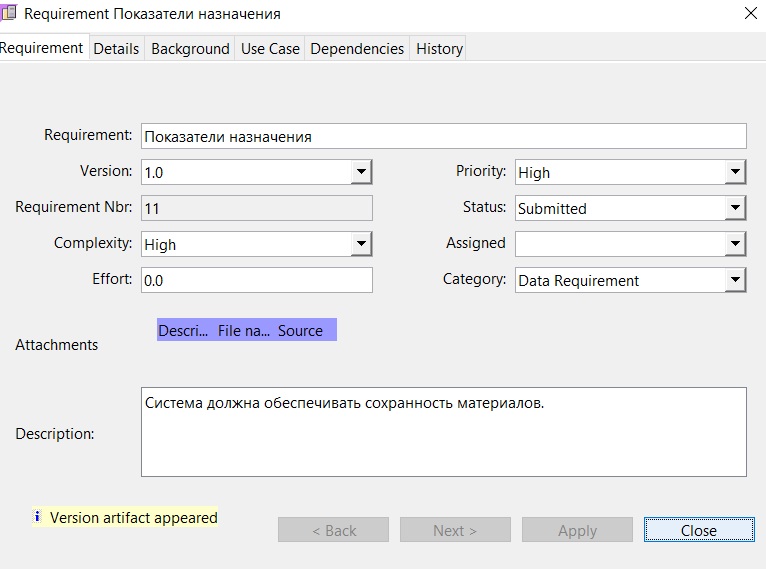 Requirement Показатели назначения
Requirement Details Background Use Case Dependencies History
Requirement: Показатели назначения
Version: 1.0 Priority: High
Requirement Nbr: 11 Status: Submitted
Complexity: High Assigned
Effort: 0.0 Category: Data Requirement
Attachments Descri... File na... Source
Description: Система должна обеспечивать сохранность материалов.
i Version artifact appeared
< Back Next > Apply Close